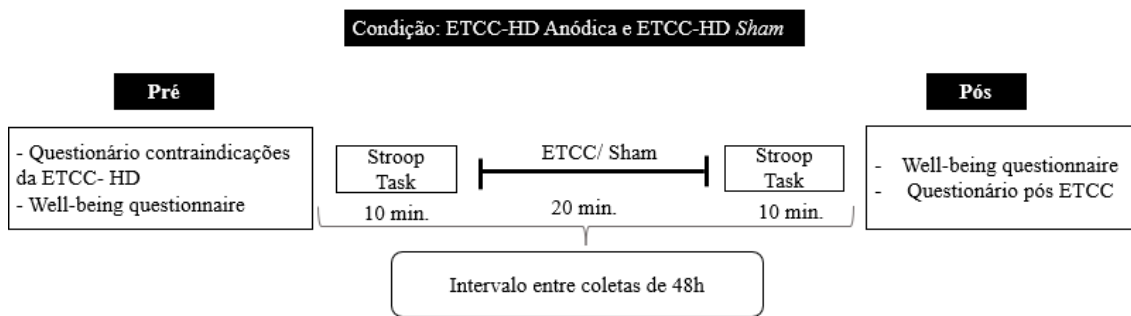 Condição: ETCC-HD Anódica e ETCC-HD Sham
Pré
- Questionário contraindicações
da ETCC- HD
- Well-being questionnaire
Stroop
Task
10 min.
ETCC/ Sham
20 min.
Stroop
Task
10 min.
Pós
- Well-being questionnaire
- Questionário pós ETCC
Intervalo entre coletas de 48h